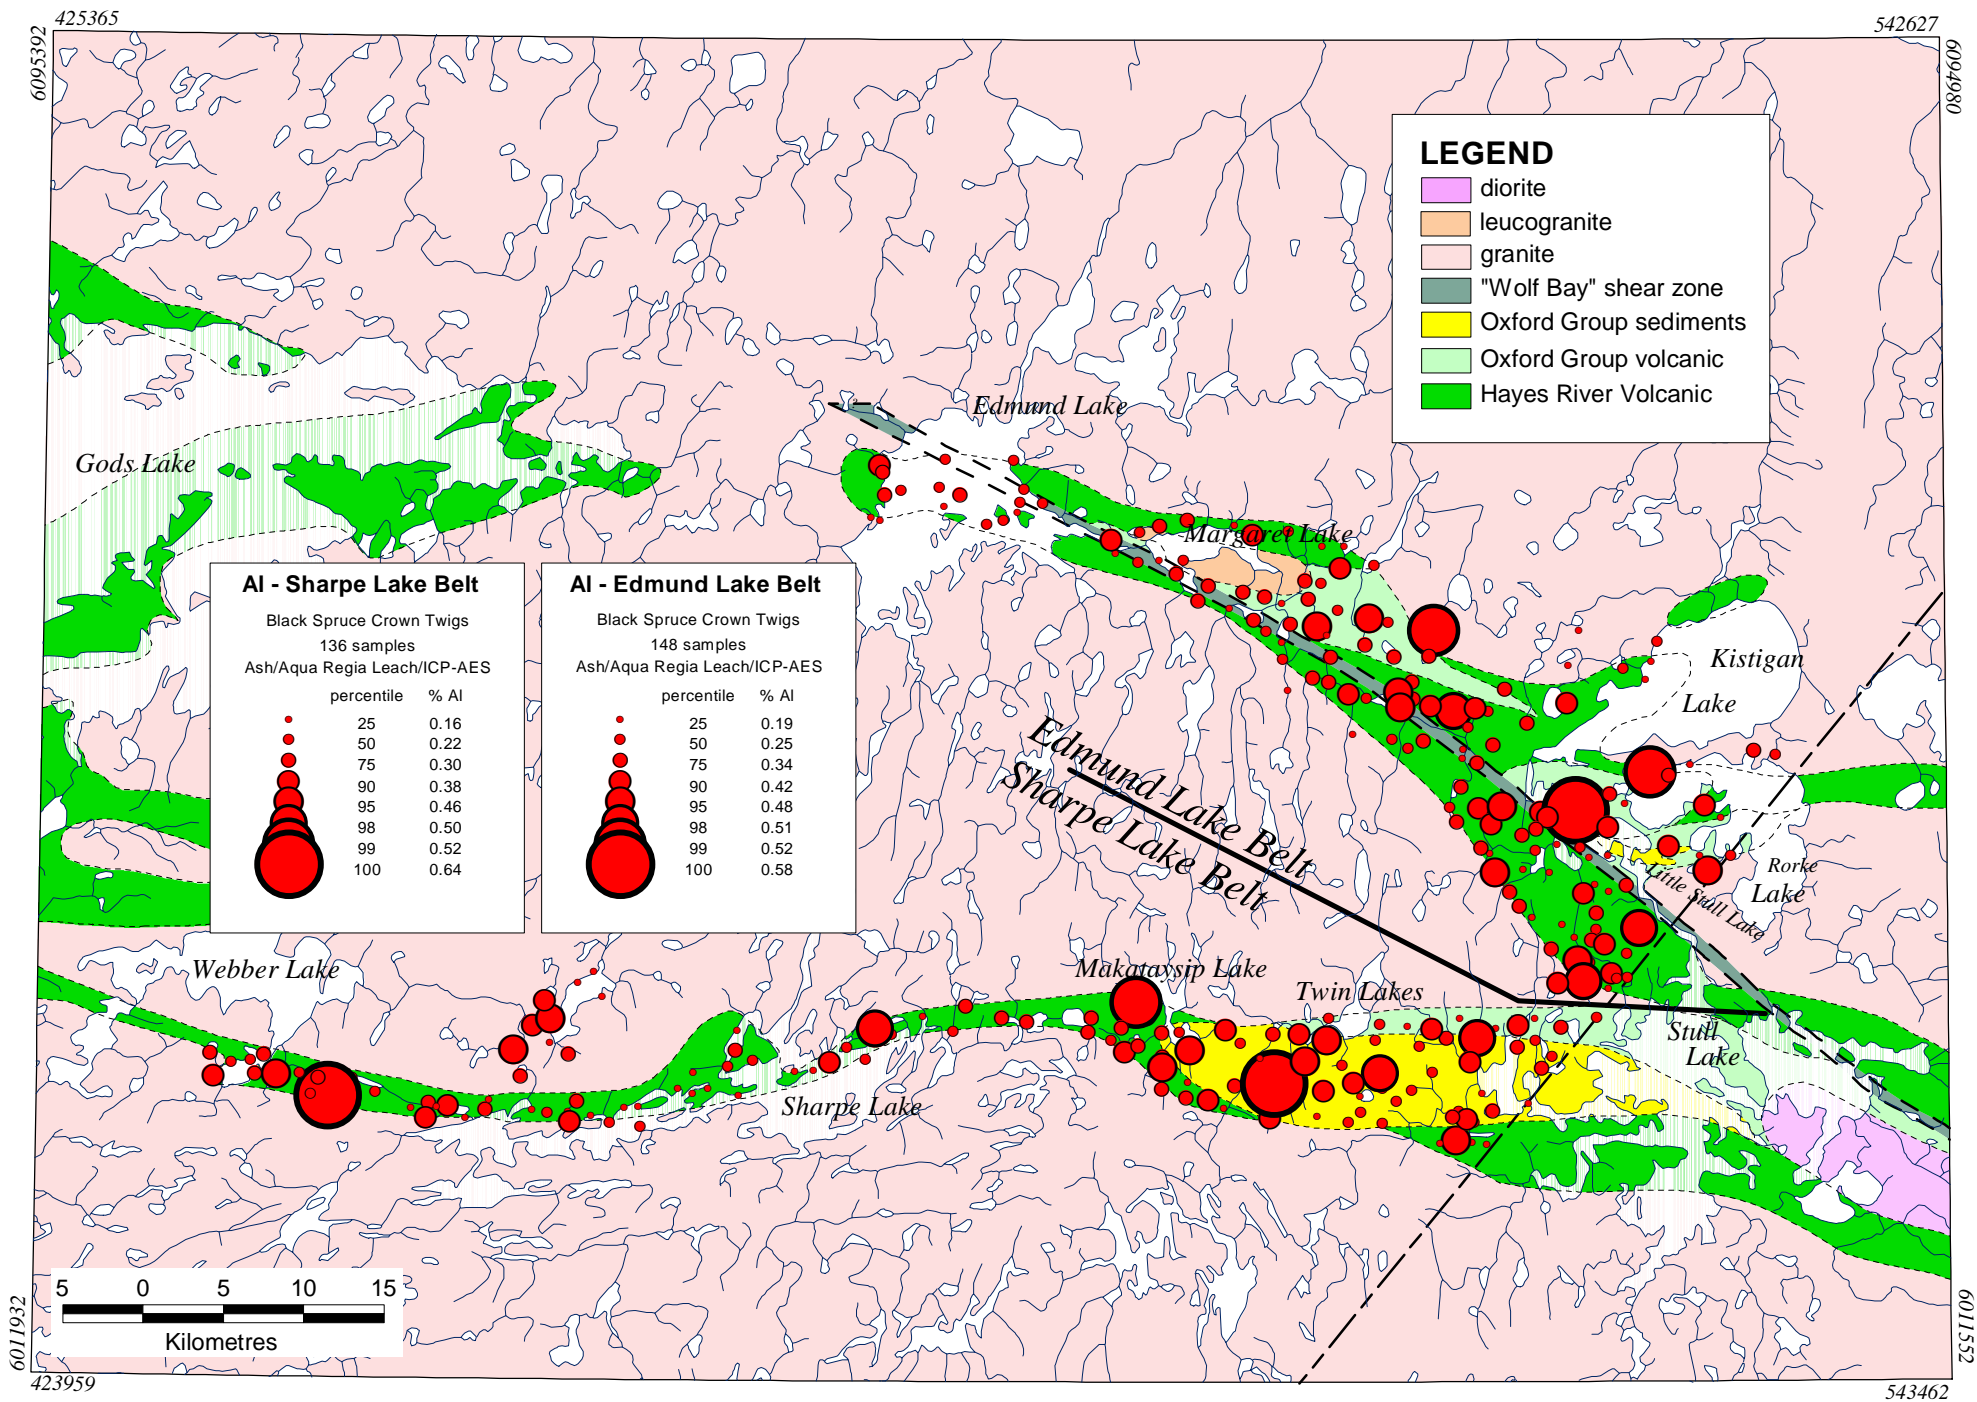 425365
542627
6095392
6094980
LEGEND
diorite
leucogranite
granite
"Wolf Bay" shear zone
Oxford Group sediments
Oxford Group volcanic
Hayes River Volcanic
Edmund Lake
Gods Lake
Margaret Lake
Al - Sharpe Lake Belt
Black Spruce Crown Twigs
136 samples
Ash/Aqua Regia Leach/ICP-AES
percentile % Al
25 0.16
50 0.22
75 0.30
90 0.38
95 0.46
98 0.50
99 0.52
100 0.64
Al - Edmund Lake Belt
Black Spruce Crown Twigs
148 samples
Ash/Aqua Regia Leach/ICP-AES
percentile % Al
25 0.19
50 0.25
75 0.34
90 0.42
95 0.48
98 0.51
99 0.52
100 0.58
Kistigan
Lake
Edmund Lake Belt
Sharpe Lake Belt
Rorke
Lake
Little Stull Lake
Webber Lake
Makataysip Lake
Twin Lakes
Stull
Lake
Sharpe Lake
5 0 5 10 15
Kilometres
6011932
6011552
423959
543462